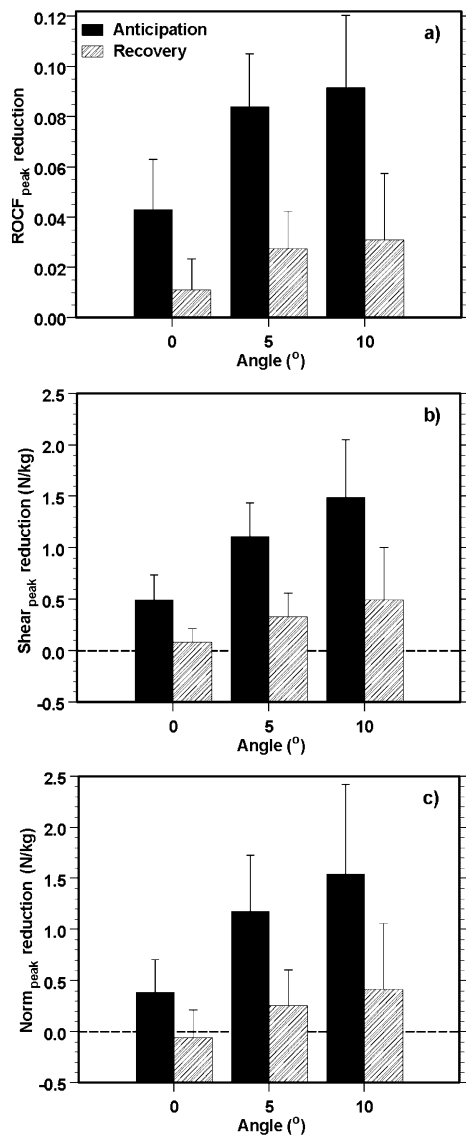 a)
Anticipation
Recovery
0.12
0.10
0.08
0.06
0.04
0.02
0.00
ROCFpeak reduction
0 5 10
Angle (o)
b)
2.5
2.0
1.5
1.0
0.5
0.0
-0.5
Shearpeak reduction (N/kg)
0 5 10
Angle (o)
c)
2.5
2.0
1.5
1.0
0.5
0.0
-0.5
Normpeak reduction (N/kg)
0 5 10
Angle (o)